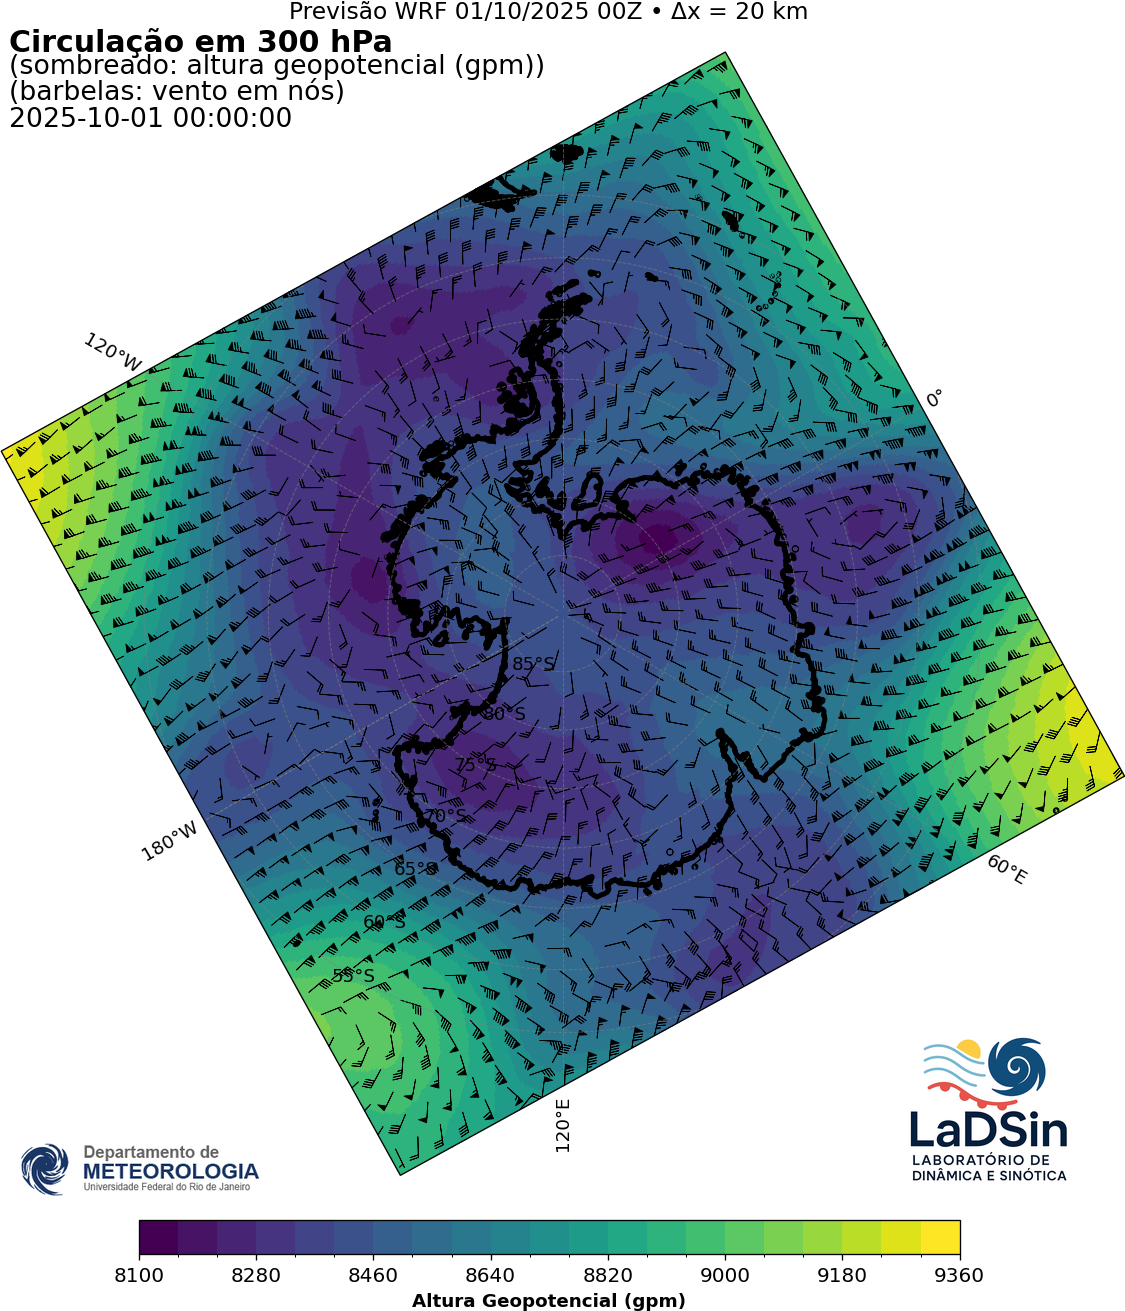 Previsão WRF 01/10/2025 00Z • Δx = 20 km
Circulação em 300 hPa
(sombreado: altura geopotencial (gpm))
(barbelas: vento em nós)
2025-10-01 00:00:00
120°W
0°
85°S
80°S
75°S
70°S
180°W
65°S
60°E
60°S
55°S
120°E
LaDSin
LABORATÓRIO DE
DINÂMICA E SINÓTICA
Departamento de
METEOROLOGIA
Universidade Federal do Rio de Janeiro
8100 8280 8460 8640 8820 9000 9180 9360
Altura Geopotencial (gpm)